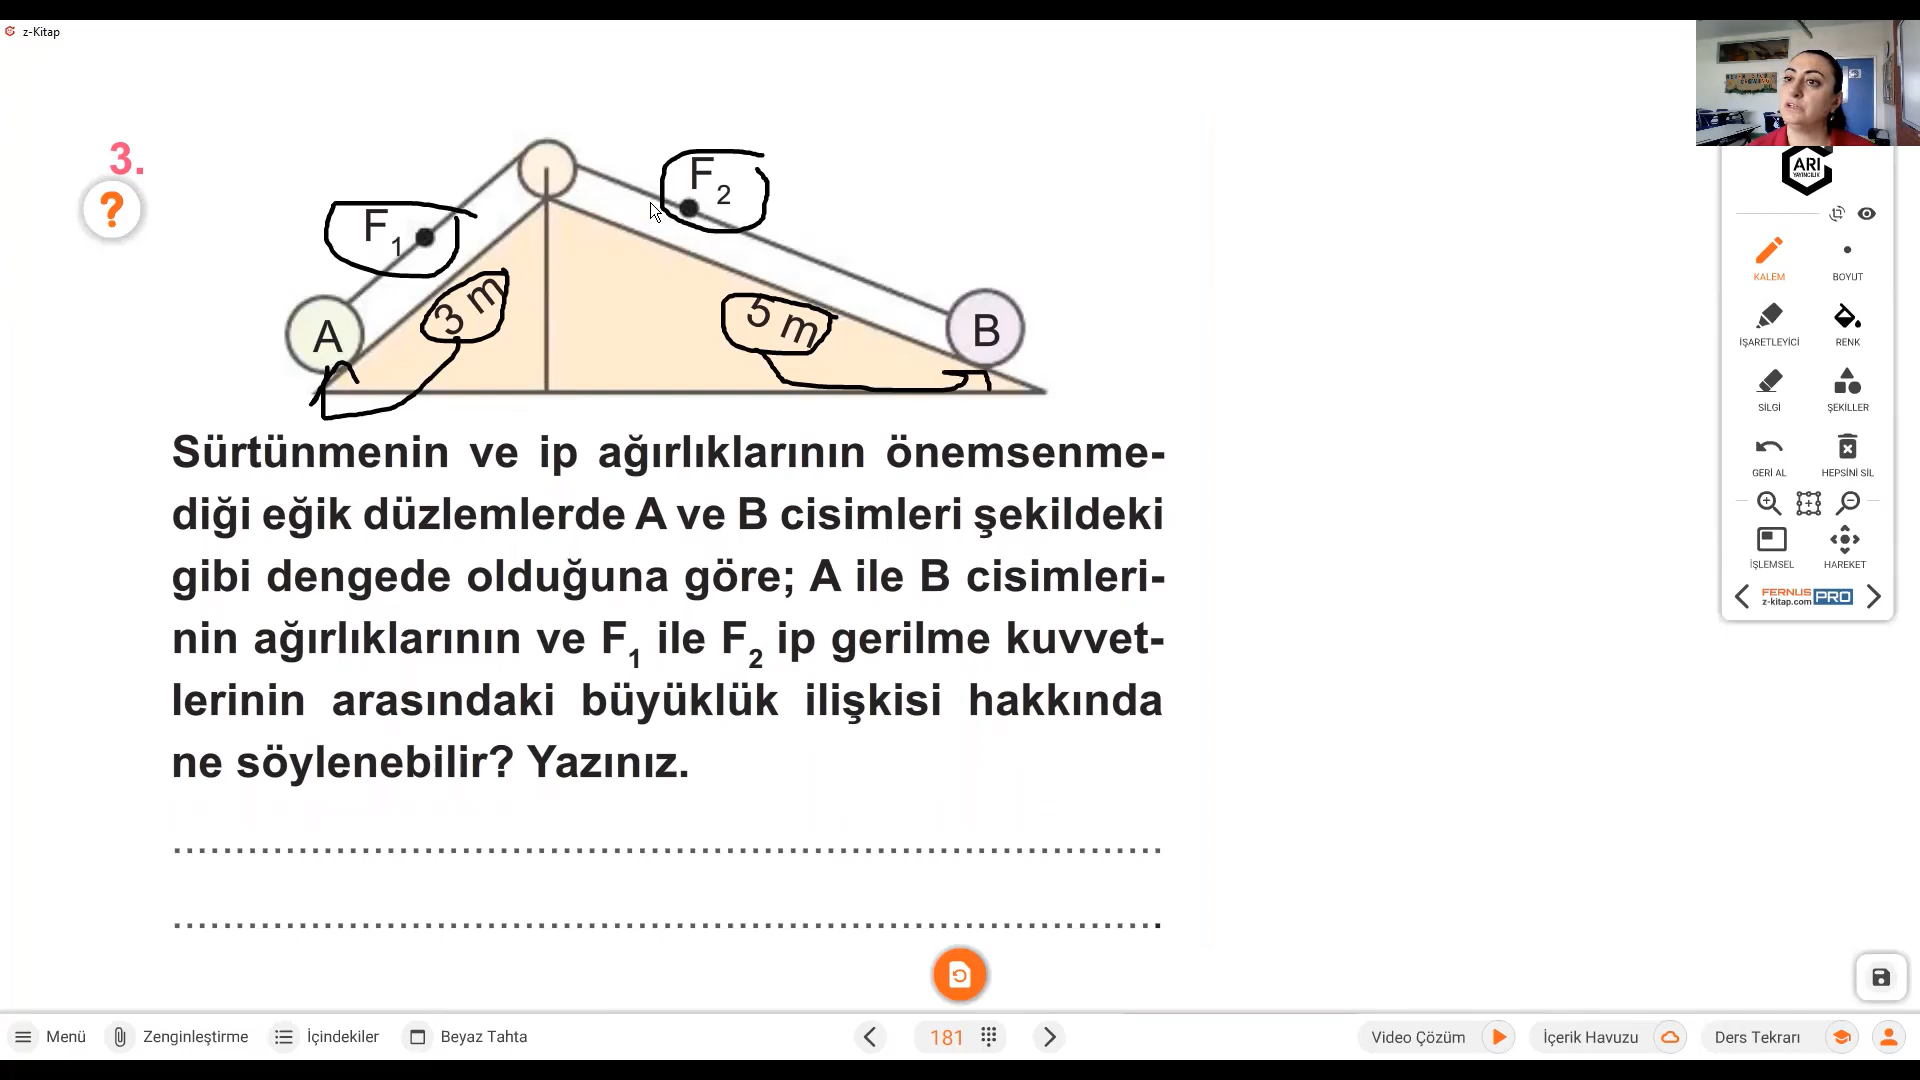 z-Kitap
3.
?
F1
F2
3 m
5 m
A
B
Sürtünmenin ve ip ağırlıklarının önemsenme-
diği eğik düzlemlerde A ve B cisimleri şekildeki
gibi dengede olduğuna göre; A ile B cisimleri-
nin ağırlıklarının ve F1 ile F2 ip gerilme kuvvet-
lerinin arasındaki büyüklük ilişkisi hakkında
ne söylenebilir? Yazınız.
ARI
YAYINCILIK
KALEM
BOYUT
İŞARETLEYİCİ
RENK
SİLGİ
ŞEKİLLER
GERİ AL
HEPSİNİ SİL
İŞLEMSEL
HAREKET
FERNUS PRO
z-kitap.com
Menü
Zenginleştirme
İçindekiler
Beyaz Tahta
181
Video Çözüm
İçerik Havuzu
Ders Tekrarı